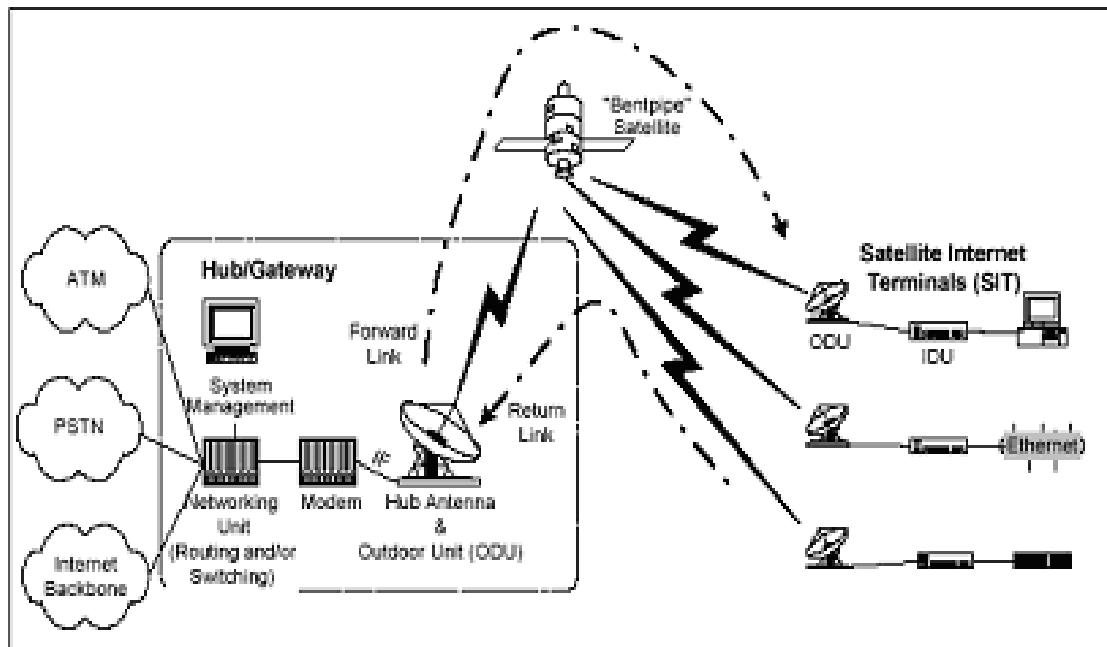 "Bentpipe"
Satellite
ATM
Hub/Gateway
Satellite Internet
Terminals (SIT)
Forward
Link
ODU
IDU
System
Management
PSTN
Return
Link
Ethernet
Networking
Unit
(Routing and/or
Switching)
Modem
Hub Antenna
&
Outdoor Unit (ODU)
Internet
Backbone